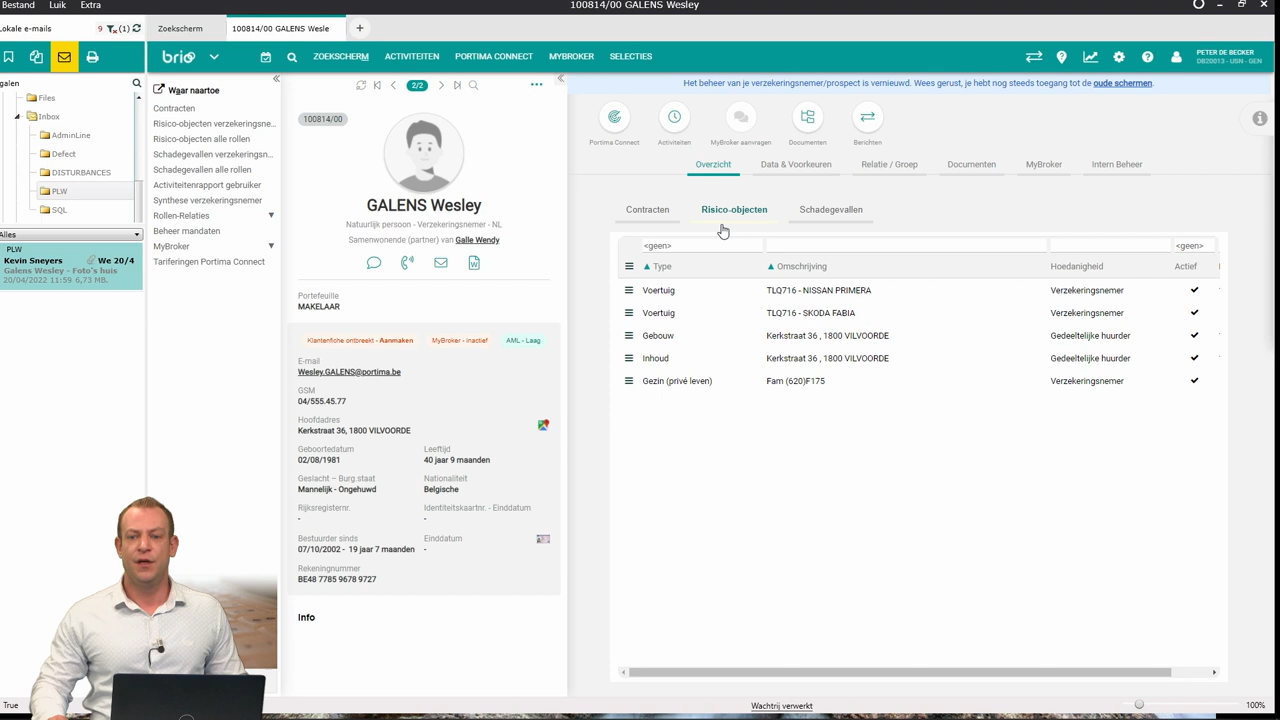 Bestand Luik Extra
100814/00 GALENS Wesley
Lokale e-mails 9 (1)
Zoekscherm
100814/00 GALENS Wesle
brio
ZOEKSCHERM ACTIVITEITEN PORTIMA CONNECT MYBROKER SELECTIES
PETER DE BECKER
DB20013 - USN - GEN
galen
Files
Inbox
AdminLine
Defect
DISTURBANCES
PLW
SQL
Alles
PLW
Kevin Sneyers We 20/4
Galens Wesley - Foto's huis
20/04/2022 11:59 6,73 MB.
True
Waar naartoe
Contracten
Risico-objecten verzekeringsne...
Risico-objecten alle rollen
Schadegevallen verzekeringsn...
Schadegevallen alle rollen
Activiteitenrapport gebruiker
Synthese verzekeringsnemer
Rollen-Relaties
Beheer mandaten
MyBroker
Tariferingen Portima Connect
2/2
100814/00
GALENS Wesley
Natuurlijk persoon - Verzekeringsnemer - NL
Samenwonende (partner) van Galle Wendy
Portefeuille
MAKELAAR
Klantenfiche ontbreekt - Aanmaken
MyBroker - inactief
AML - Laag
E-mail
Wesley.GALENS@portima.be
GSM
04/555.45.77
Hoofdadres
Kerkstraat 36, 1800 VILVOORDE
Geboortedatum Leeftijd
02/08/1981 40 jaar 9 maanden
Geslacht – Burg.staat Nationaliteit
Mannelijk - Ongehuwd Belgische
Rijksregisternr. Identiteitskaartnr. - Einddatum
- -
Bestuurder sinds Einddatum
07/10/2002 - 19 jaar 7 maanden -
Rekeningnummer
BE48 7785 9678 9727
Info
Het beheer van je verzekeringsnemer/prospect is vernieuwd. Wees gerust, je hebt nog steeds toegang tot de oude schermen.
Portima Connect Activiteiten MyBroker aanvragen Documenten Berichten
Overzicht Data & Voorkeuren Relatie / Groep Documenten MyBroker Intern Beheer
Contracten Risico-objecten Schadegevallen
<geen> <geen>
Type Omschrijving Hoedanigheid Actief
Voertuig TLQ716 - NISSAN PRIMERA Verzekeringsnemer
Voertuig TLQ716 - SKODA FABIA Verzekeringsnemer
Gebouw Kerkstraat 36 , 1800 VILVOORDE Gedeeltelijke huurder
Inhoud Kerkstraat 36 , 1800 VILVOORDE Gedeeltelijke huurder
Gezin (privé leven) Fam (620)F175 Verzekeringsnemer
Wachtrij verwerkt
100%